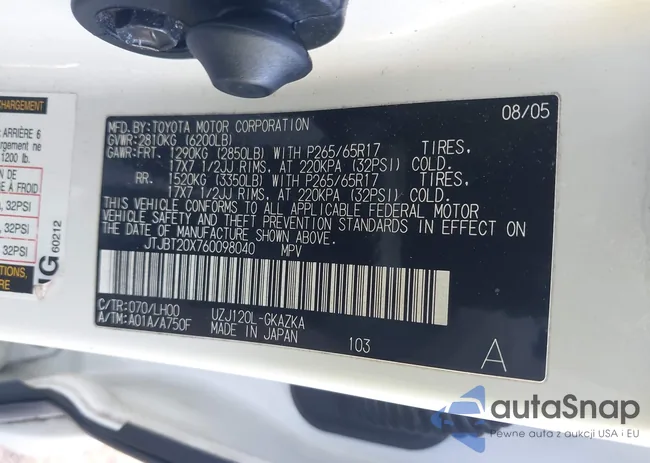 CHARGEMENT
ARRIÈRE 6
1200 lb.
À FROID
32PSI
32PSI
32PSI
60212
08/05
MFD.BY:TOYOTA MOTOR CORPORATION
GVWR:2810KG (6200LB)
GAWR:FRT. 1290KG (2850LB) WITH P265/65R17 TIRES,
17X7 1/2JJ RIMS, AT 220KPA (32PSI) COLD.
RR. 1520KG (3350LB) WITH P265/65R17 TIRES,
17X7 1/2JJ RIMS, AT 220KPA (32PSI) COLD.
THIS VEHICLE CONFORMS TO ALL APPLICABLE FEDERAL MOTOR
VEHICLE SAFETY AND THEFT PREVENTION STANDARDS IN EFFECT ON
THE DATE OF MANUFACTURE SHOWN ABOVE.
JTJBT20X760098040 MPV
C/TR:070/LH00 UZJ120L-GKAZKA
A/TM:A01A/A750F MADE IN JAPAN 103 A
autaSnap
Pewne auta z aukcji USA i EU